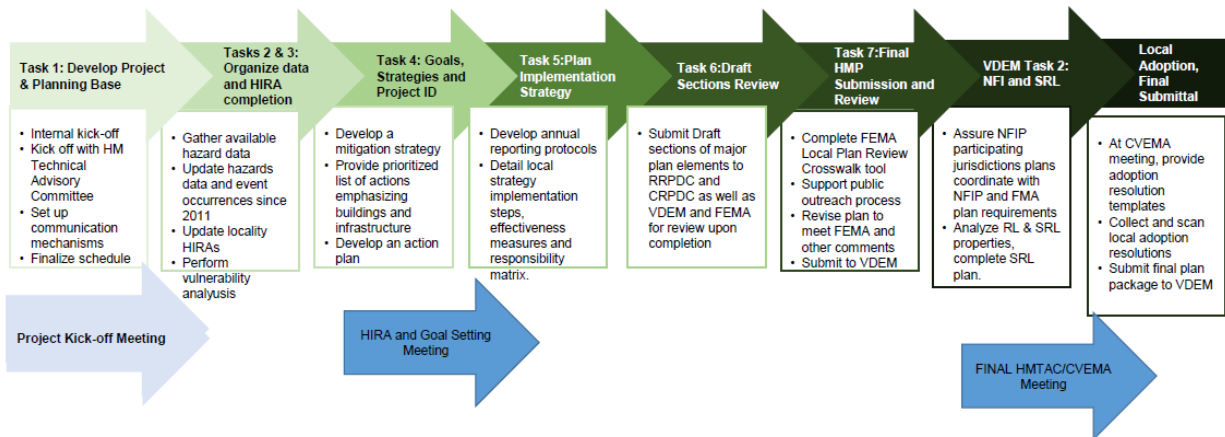 Task 1: Develop Project
& Planning Base
Tasks 2 & 3:
Organize data
and HIRA
completion
Task 4: Goals,
Strategies and
Project ID
Task 5:Plan
Implementation
Strategy
Task 6:Draft
Sections Review
Task 7:Final
HMP
Submission and
Review
VDEM Task 2:
NFI and SRL
Local
Adoption,
Final
Submittal
• Internal kick-off
• Kick off with HM
Technical
Advisory
Committee
• Set up
communication
mechanisms
• Finalize schedule
• Gather available
hazard data
• Update hazards
data and event
occurrences since
2011
• Update locality
HIRAs
• Perform
vulnerability
analysis
• Develop a
mitigation strategy
• Provide prioritized
list of actions
emphasizing
buildings and
infrastructure
• Develop an action
plan
• Develop annual
reporting protocols
• Detail local
strategy
implementation
steps,
effectiveness
measures and
responsibility
matrix.
• Submit Draft
sections of major
plan elements to
RRPDC and
CRPDC as well as
VDEM and FEMA
for review upon
completion
• Complete FEMA
Local Plan Review
Crosswalk tool
• Support public
outreach process
• Revise plan to
meet FEMA and
other comments
• Submit to VDEM
• Assure NFIP
participating
jurisdictions plans
coordinate with
NFIP and FMA
plan requirements
• Analyze RL & SRL
properties,
complete SRL
plan.
• At CVEMA
meeting, provide
adoption
resolution
templates
• Collect and scan
local adoption
resolutions
• Submit final plan
package to VDEM
Project Kick-off Meeting
HIRA and Goal Setting
Meeting
FINAL HMTAC/CVEMA
Meeting